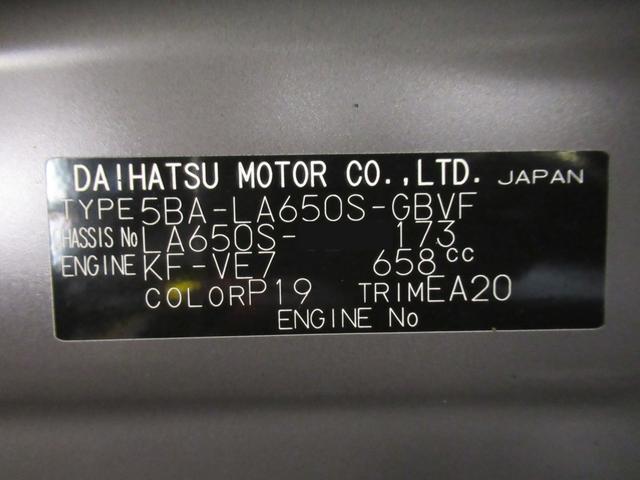 DAIHATSU MOTOR CO.,LTD. JAPAN
TYPE 5BA-LA650S-GBVF
CHASSIS No LA650S- 173
ENGINE KF-VE7 658cc
COLOR P19 TRIM EA20
ENGINE No